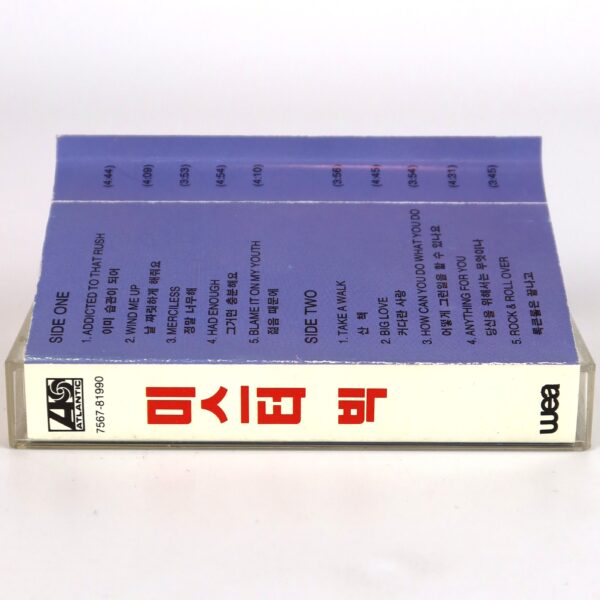 SIDE ONE
1. ADDICTED TO THAT RUSH (4:44)
이미 습관이 되어
2. WIND ME UP (4:09)
날 짜릿하게 해줘요
3. MERCILESS (3:53)
정말 너무해
4. HAD ENOUGH (4:54)
그거면 충분해요
5. BLAME IT ON MY YOUTH (4:10)
젊음 때문에
SIDE TWO
1. TAKE A WALK (3:56)
산 책
2. BIG LOVE (4:45)
커다란 사랑
3. HOW CAN YOU DO WHAT YOU DO (3:54)
어떻게 그런일을 할 수 있나요
4. ANYTHING FOR YOU (4:31)
당신을 위해서는 무엇이나
5. ROCK & ROLL OVER (3:45)
록큰롤은 끝나고
ATLANTIC
7567-81990
미스터 빅
wea